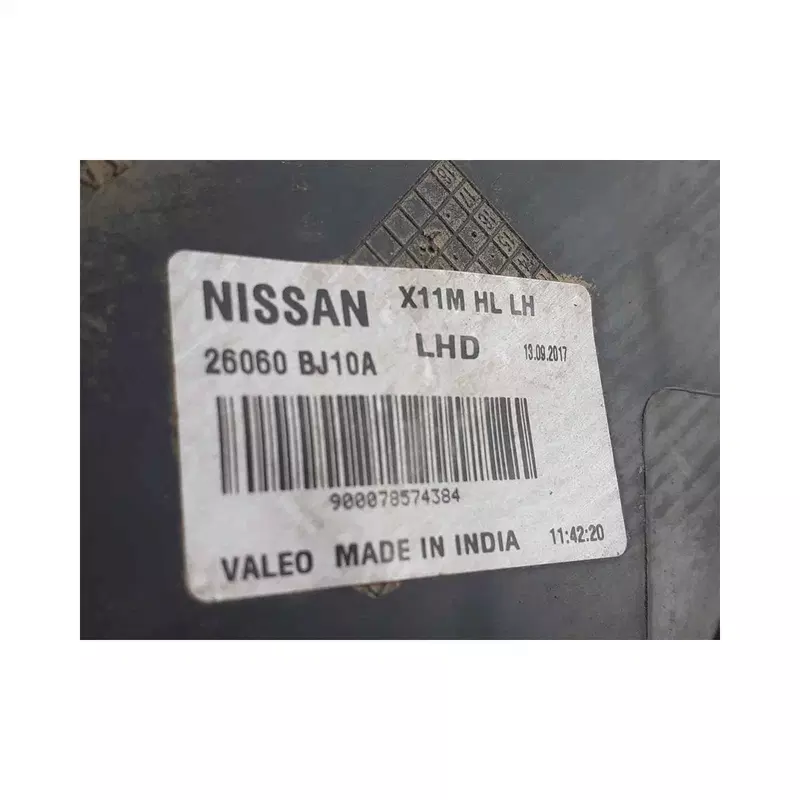 NISSAN X11M HL LH
26060 BJ10A LHD 13.09.2017
900078574384
VALEO MADE IN INDIA 11:42:20